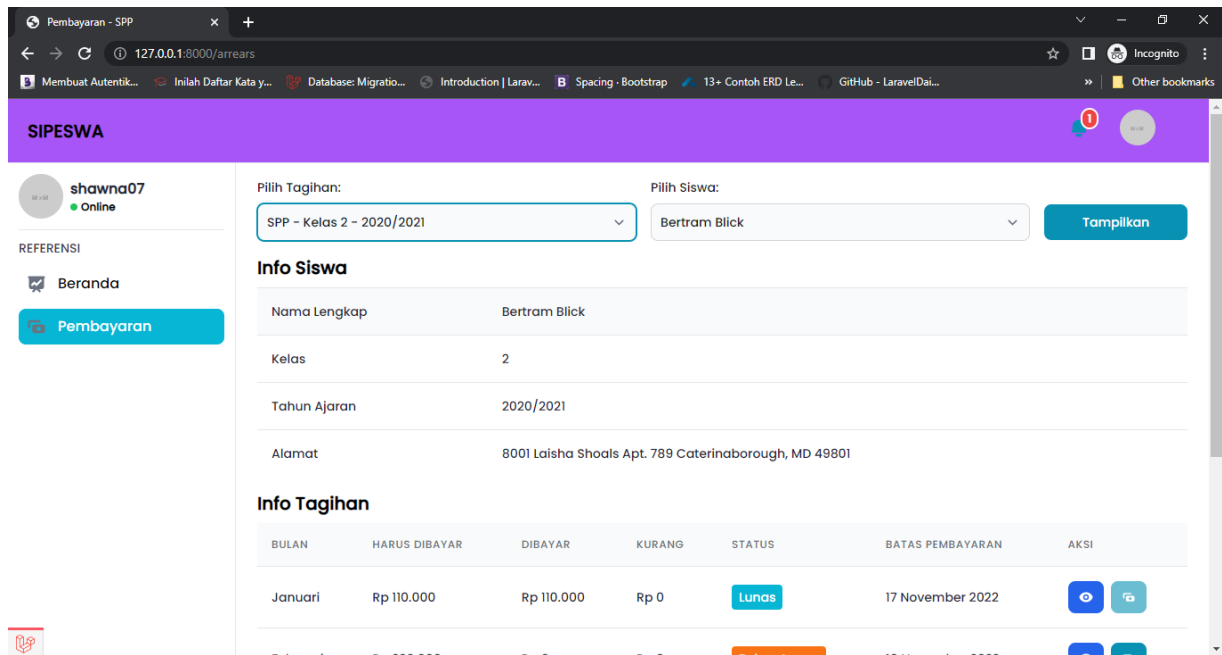 Pembayaran - SPP
127.0.0.1:8000/arrears
Incognito
Membuat Autentik... Inilah Daftar Kata y... Database: Migratio... Introduction | Larav... Spacing · Bootstrap 13+ Contoh ERD Le... GitHub - LaravelDai... » Other bookmarks
SIPESWA
1
shawna07
Online
REFERENSI
Beranda
Pembayaran
Pilih Tagihan: Pilih Siswa:
SPP - Kelas 2 - 2020/2021 Bertram Blick Tampilkan
Info Siswa
Nama Lengkap Bertram Blick
Kelas 2
Tahun Ajaran 2020/2021
Alamat 8001 Laisha Shoals Apt. 789 Caterinaborough, MD 49801
Info Tagihan
BULAN HARUS DIBAYAR DIBAYAR KURANG STATUS BATAS PEMBAYARAN AKSI
Januari Rp 110.000 Rp 110.000 Rp 0 Lunas 17 November 2022